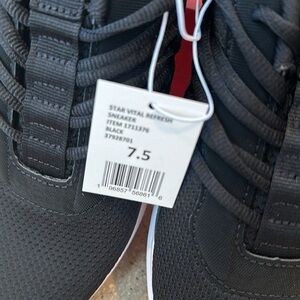 STAR VITAL REFRESH
SNEAKER
ITEM 1711376
BLACK
37928701
7.5